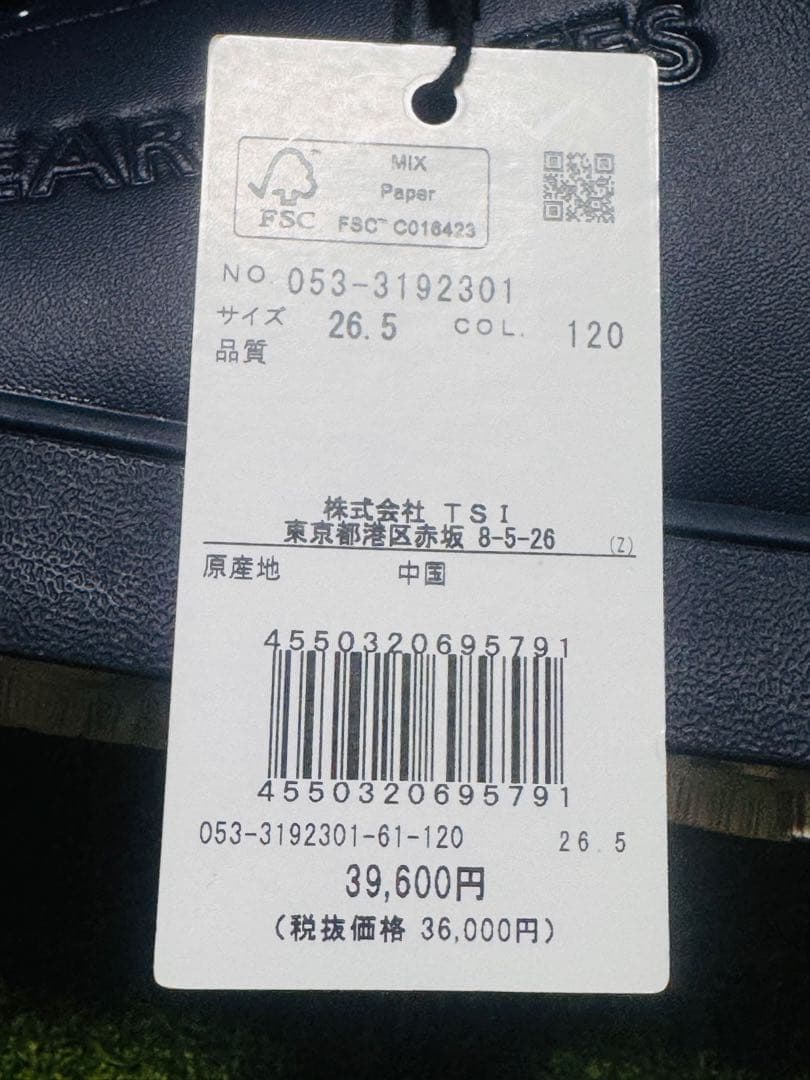 MIX
Paper
FSC
FSC™ C016423
NO. 053-3192301
サイズ 26.5 COL. 120
品質
株式会社 TSI
東京都港区赤坂 8-5-26 (Z)
原産地 中国
4550320695791
4550320695791
053-3192301-61-120 26.5
39,600円
(税抜価格 36,000円)